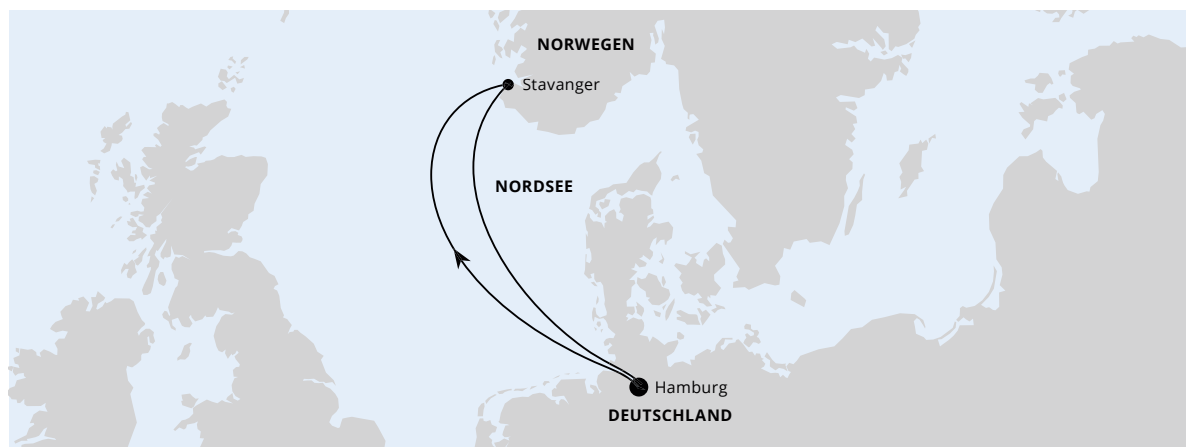 NORWEGEN
Stavanger
NORDSEE
Hamburg
DEUTSCHLAND